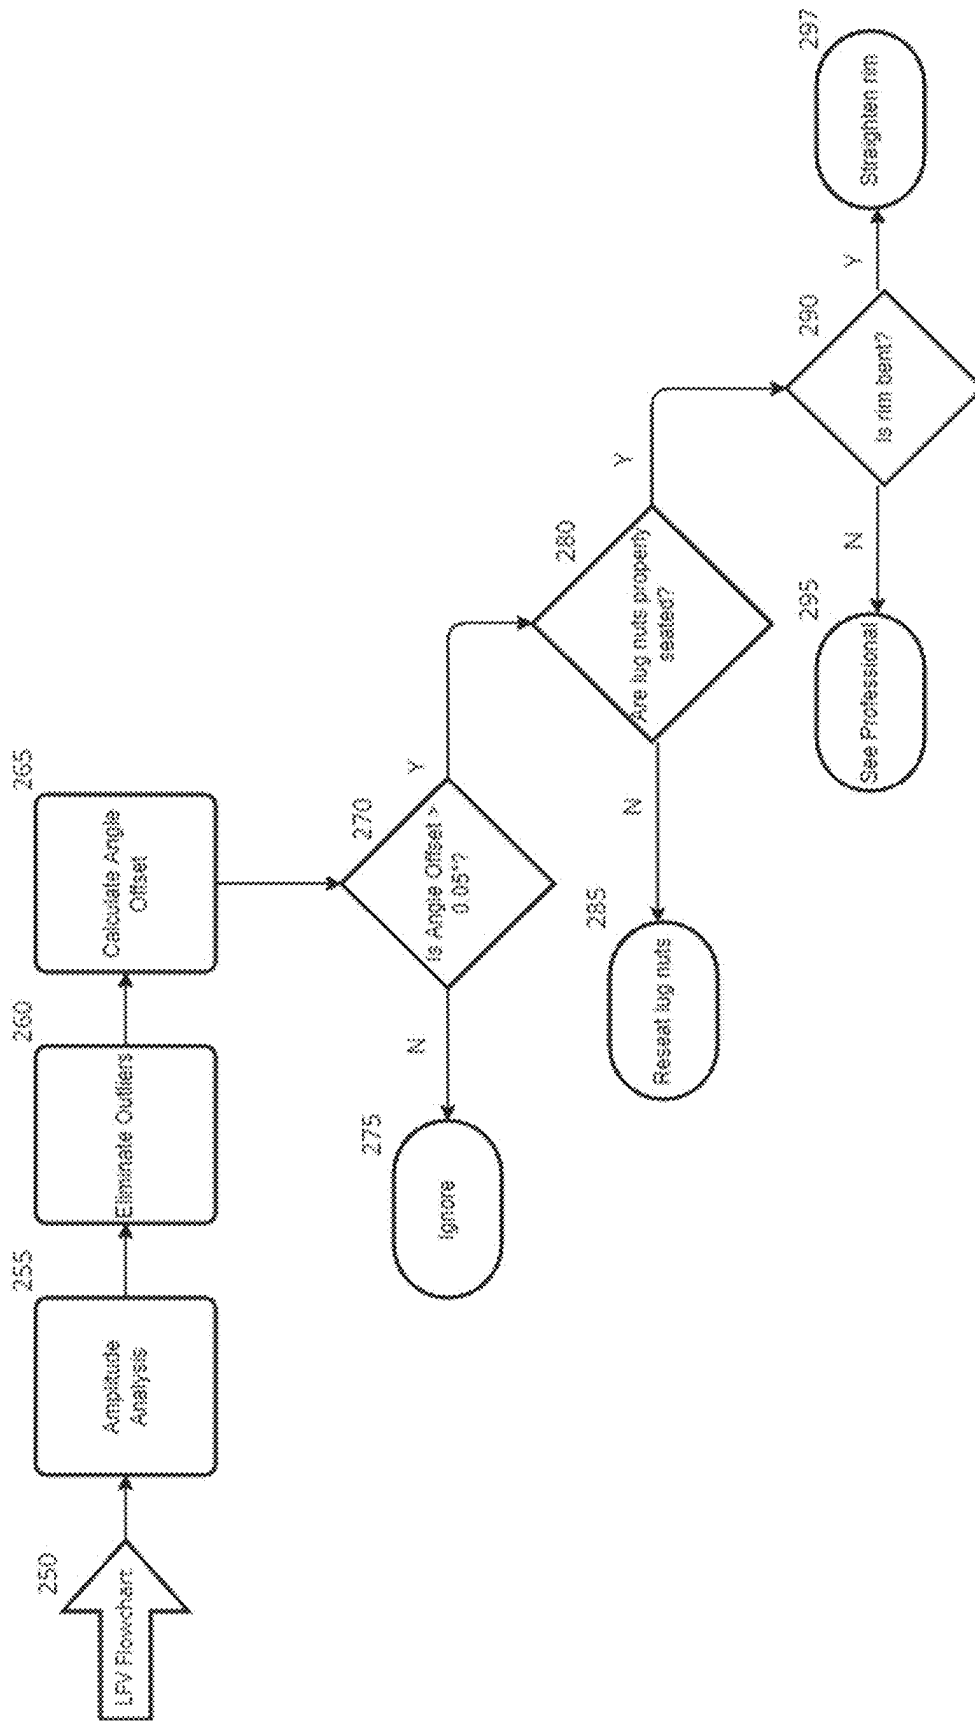 250
LFV Flowchart
255
Amplitude
Analysis
260
Eliminate Outliers
265
Calculate Angle
Offset
270
Is Angle Offset >
0.05°?
N
Y
275
Ignore
280
Are lug nuts properly
seated?
N
Y
285
Reseat lug nuts
290
Is rim bent?
N
Y
295
See Professional
297
Straighten rim